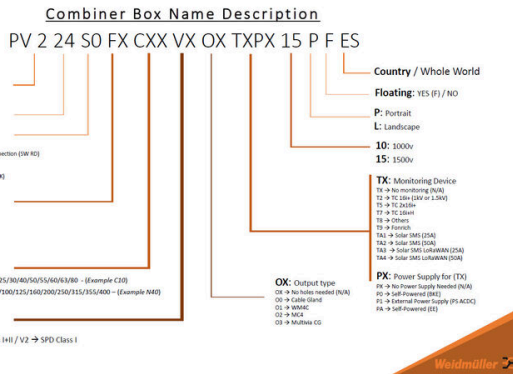 Combiner Box Name Description
PV 2 24 S0 FX CXX VX OX TXPX 15 P F ES
Country / Whole World
Floating: YES (F) / NO
P: Portrait
L: Landscape
10: 1000v
15: 1500v
TX: Monitoring Device
TX → No monitoring (N/A)
T2 → TC 16I+ (1kV or 1.5kV)
T5 → TC 2x16I+
T7 → TC 16I+H
T8 → Others
T9 → Fonrich
TA1 → Solar SMS (25A)
TA2 → Solar SMS (50A)
TA3 → Solar SMS LoRaWAN (25A)
TA4 → Solar SMS LoRaWAN (50A)
PX: Power Supply for (TX)
PX → No Power Supply Needed (N/A)
P0 → Self-Powered (BKE)
P1 → External Power Supply (PS ACDC)
PA → Self-Powered (EE)
OX: Output type
OX → No holes needed (N/A)
O0 → Cable Gland
O1 → WM4C
O2 → MC4
O3 → Multivia CG
nection (SW RD)
25/30/40/50/55/60/63/80 - (Example C10)
/100/125/160/200/250/315/355/400 – (Example N40)
I+II / V2 → SPD Class I
Weidmüller